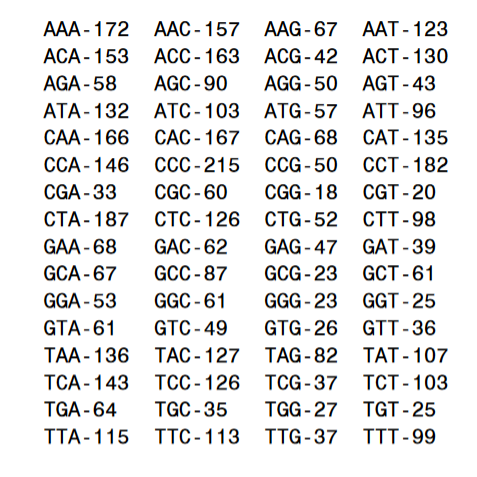 AAA-172 AAC-157 AAG-67 AAT-123
ACA-153 ACC-163 ACG-42 ACT-130
AGA-58 AGC-90 AGG-50 AGT-43
ATA-132 ATC-103 ATG-57 ATT-96
CAA-166 CAC-167 CAG-68 CAT-135
CCA-146 CCC-215 CCG-50 CCT-182
CGA-33 CGC-60 CGG-18 CGT-20
CTA-187 CTC-126 CTG-52 CTT-98
GAA-68 GAC-62 GAG-47 GAT-39
GCA-67 GCC-87 GCG-23 GCT-61
GGA-53 GGC-61 GGG-23 GGT-25
GTA-61 GTC-49 GTG-26 GTT-36
TAA-136 TAC-127 TAG-82 TAT-107
TCA-143 TCC-126 TCG-37 TCT-103
TGA-64 TGC-35 TGG-27 TGT-25
TTA-115 TTC-113 TTG-37 TTT-99